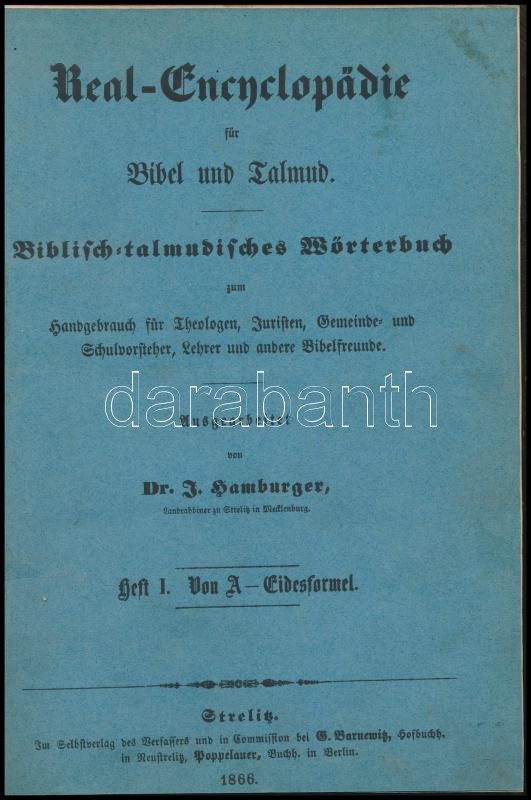 Real-Encyclopädie
für
Bibel und Talmud.
Biblisch-talmudisches Wörterbuch
zum
Handgebrauch für Theologen, Juristen, Gemeinde- und
Schulvorsteher, Lehrer und andere Bibelfreunde.
darabanth
Ausgearbeitet
von
Dr. J. Hamburger,
Landrabbiner zu Strelitz in Mecklenburg.
Heft I. Von A—Eidesformel.
Strelitz.
Im Selbstverlag des Verfassers und in Commission bei G. Barnewitz, Hofbuchh.
in Neustrelitz, Poppelauer, Buchh. in Berlin.
1866.